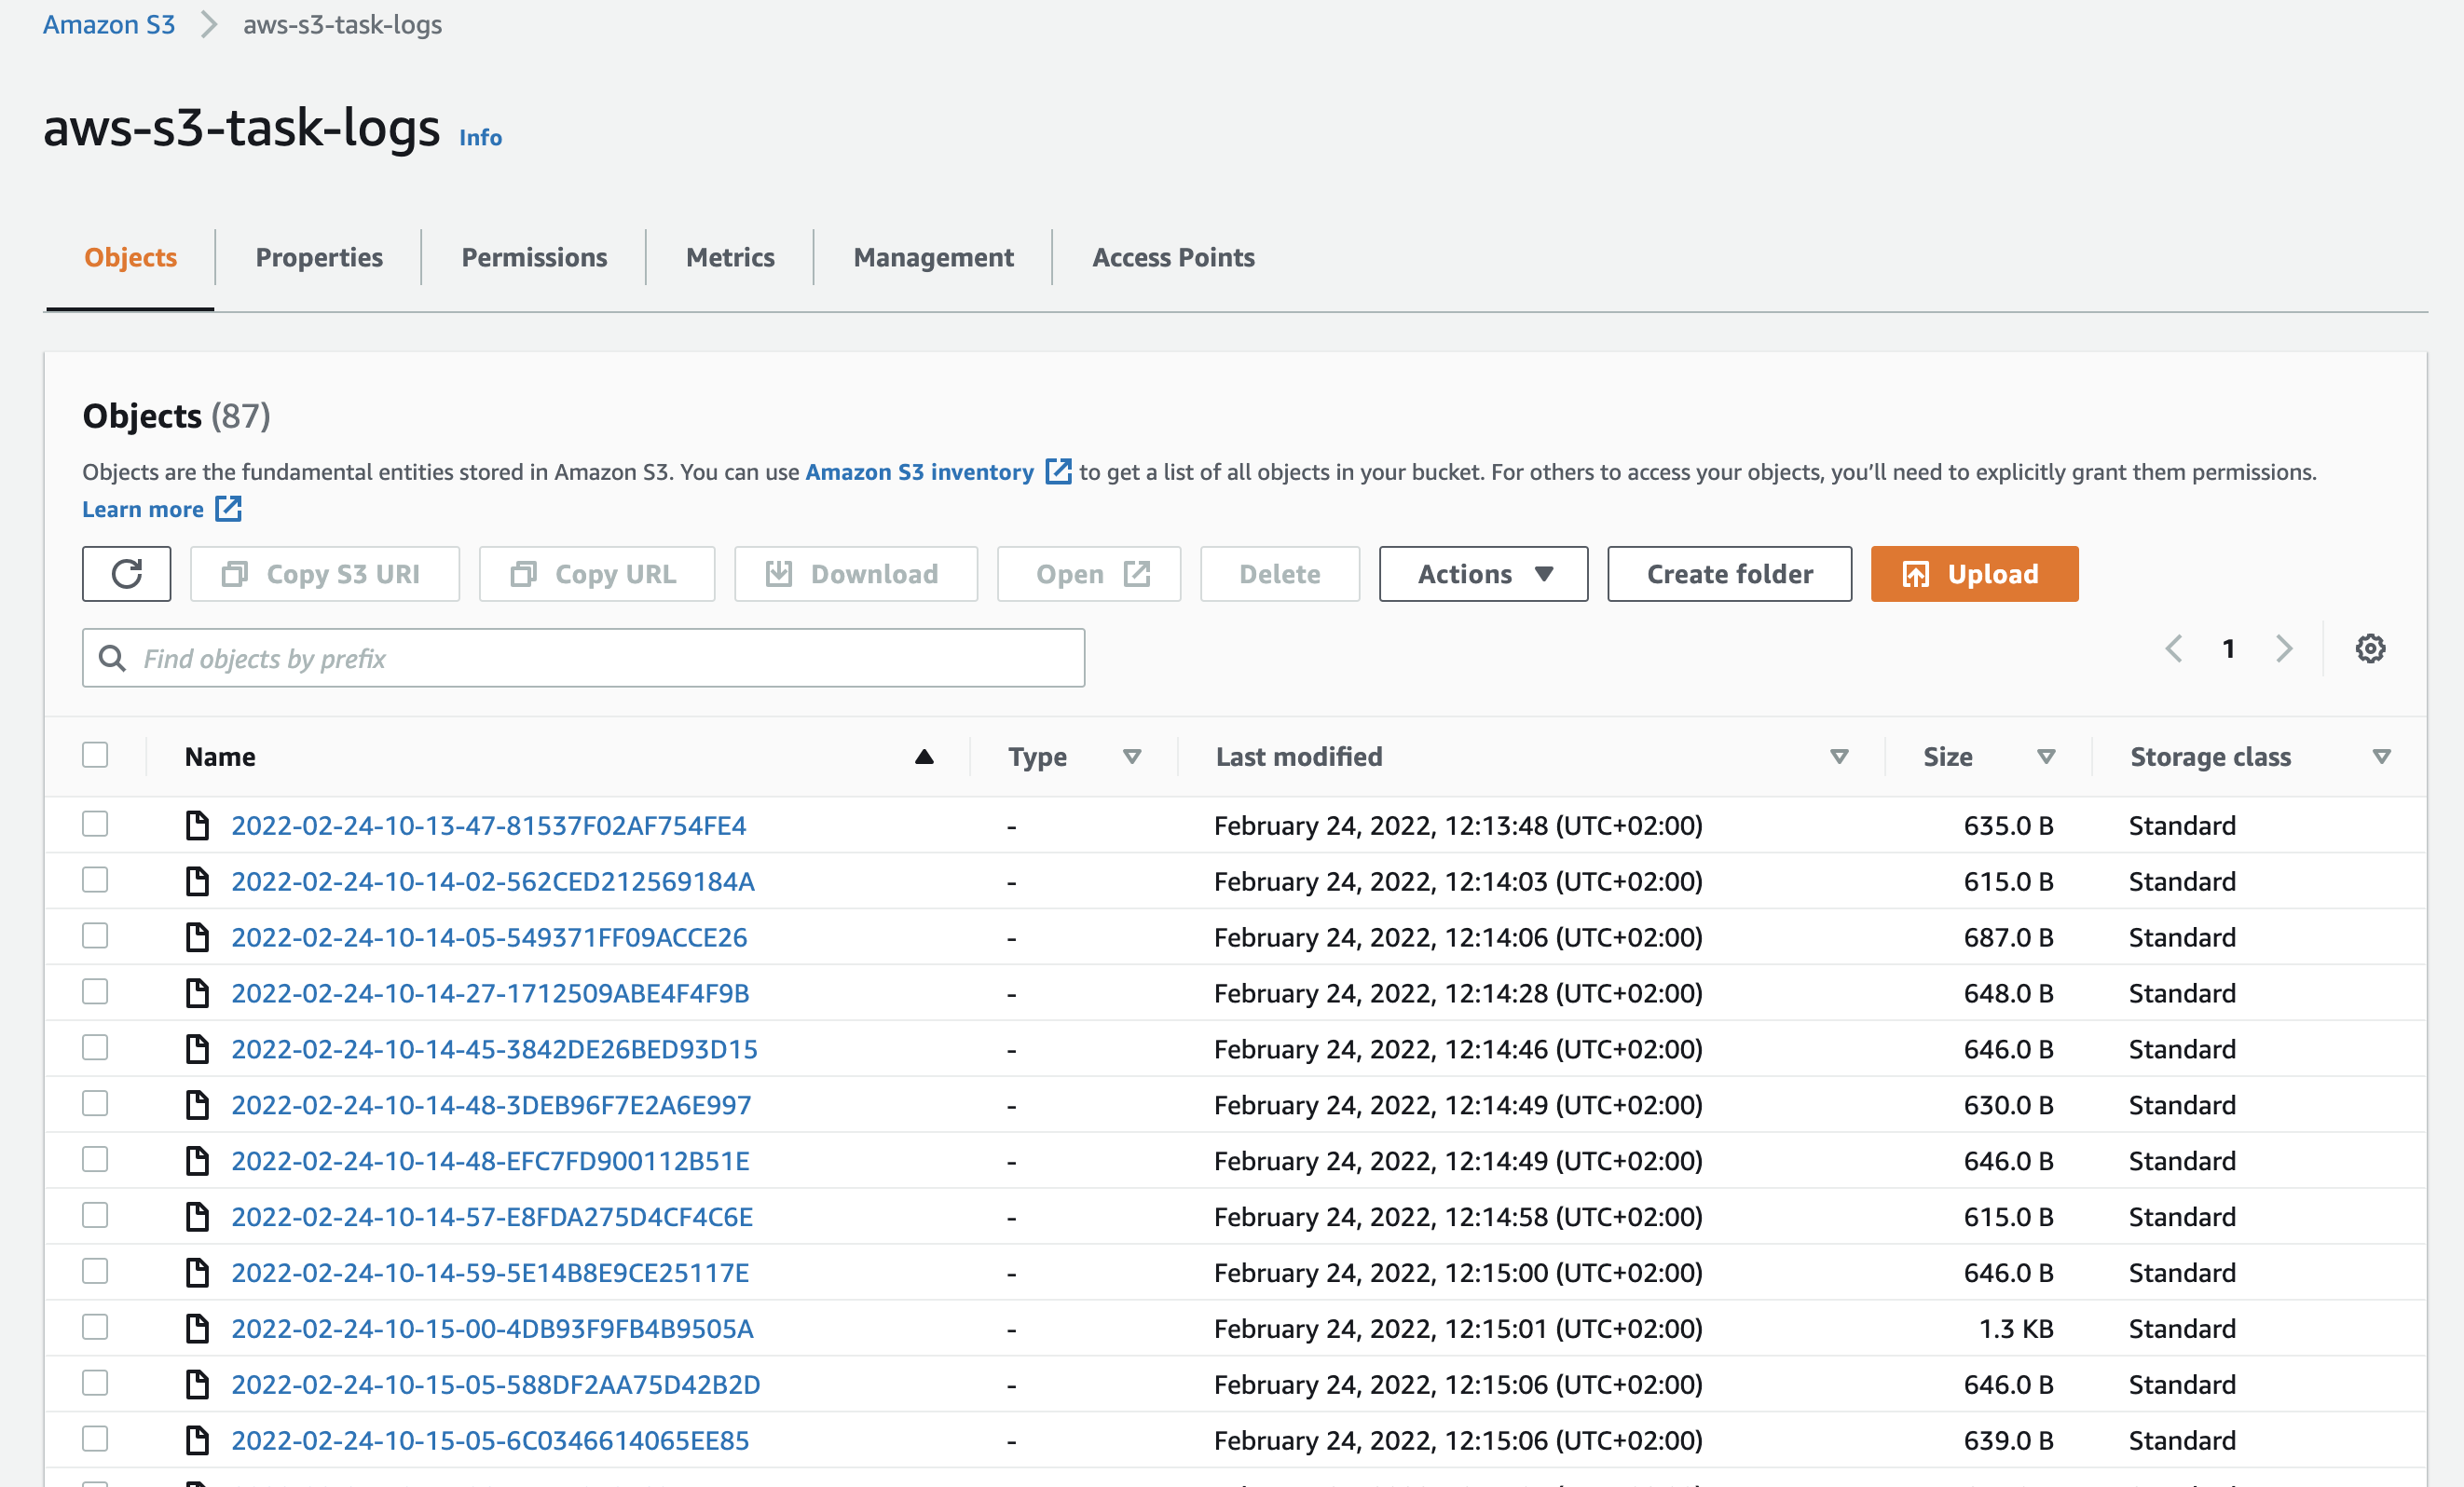 Amazon S3 > aws-s3-task-logs
aws-s3-task-logs Info
Objects Properties Permissions Metrics Management Access Points
Objects (87)
Objects are the fundamental entities stored in Amazon S3. You can use Amazon S3 inventory to get a list of all objects in your bucket. For others to access your objects, you’ll need to explicitly grant them permissions.
Learn more
Copy S3 URI Copy URL Download Open Delete Actions Create folder Upload
Find objects by prefix 1
Name Type Last modified Size Storage class
2022-02-24-10-13-47-81537F02AF754FE4 - February 24, 2022, 12:13:48 (UTC+02:00) 635.0 B Standard
2022-02-24-10-14-02-562CED212569184A - February 24, 2022, 12:14:03 (UTC+02:00) 615.0 B Standard
2022-02-24-10-14-05-549371FF09ACCE26 - February 24, 2022, 12:14:06 (UTC+02:00) 687.0 B Standard
2022-02-24-10-14-27-1712509ABE4F4F9B - February 24, 2022, 12:14:28 (UTC+02:00) 648.0 B Standard
2022-02-24-10-14-45-3842DE26BED93D15 - February 24, 2022, 12:14:46 (UTC+02:00) 646.0 B Standard
2022-02-24-10-14-48-3DEB96F7E2A6E997 - February 24, 2022, 12:14:49 (UTC+02:00) 630.0 B Standard
2022-02-24-10-14-48-EFC7FD900112B51E - February 24, 2022, 12:14:49 (UTC+02:00) 646.0 B Standard
2022-02-24-10-14-57-E8FDA275D4CF4C6E - February 24, 2022, 12:14:58 (UTC+02:00) 615.0 B Standard
2022-02-24-10-14-59-5E14B8E9CE25117E - February 24, 2022, 12:15:00 (UTC+02:00) 646.0 B Standard
2022-02-24-10-15-00-4DB93F9FB4B9505A - February 24, 2022, 12:15:01 (UTC+02:00) 1.3 KB Standard
2022-02-24-10-15-05-588DF2AA75D42B2D - February 24, 2022, 12:15:06 (UTC+02:00) 646.0 B Standard
2022-02-24-10-15-05-6C0346614065EE85 - February 24, 2022, 12:15:06 (UTC+02:00) 639.0 B Standard